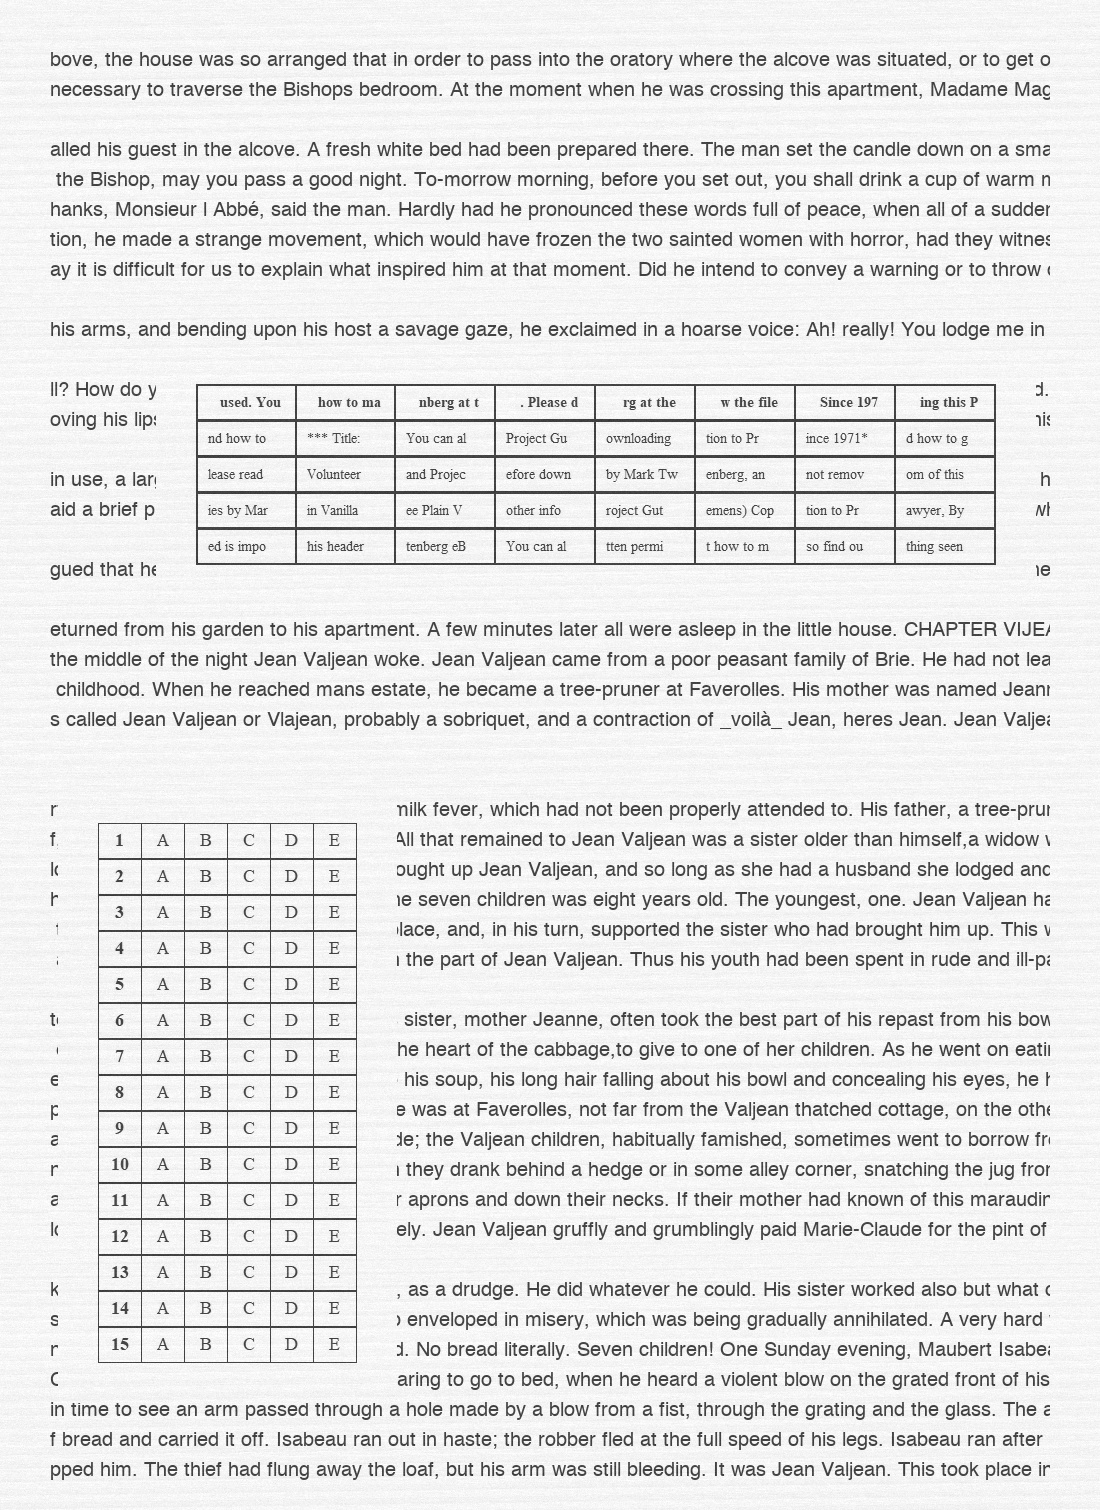 bove, the house was so arranged that in order to pass into the oratory where the alcove was situated, or to get o
necessary to traverse the Bishops bedroom. At the moment when he was crossing this apartment, Madame Mag
alled his guest in the alcove. A fresh white bed had been prepared there. The man set the candle down on a sma
the Bishop, may you pass a good night. To-morrow morning, before you set out, you shall drink a cup of warm m
hanks, Monsieur l Abbé, said the man. Hardly had he pronounced these words full of peace, when all of a sudden
tion, he made a strange movement, which would have frozen the two sainted women with horror, had they witnes
ay it is difficult for us to explain what inspired him at that moment. Did he intend to convey a warning or to throw
his arms, and bending upon his host a savage gaze, he exclaimed in a hoarse voice: Ah! really! You lodge me in
ll? How do y d.
oving his lips his
in use, a larg h
aid a brief p wh
gued that he ne
used. You how to ma nberg at t . Please d rg at the w the file Since 197 ing this P
nd how to *** Title: You can al Project Gu ownloading tion to Pr ince 1971* d how to g
lease read Volunteer and Projec efore down by Mark Tw enberg, an not remov om of this
ies by Mar in Vanilla ee Plain V other info roject Gut emens) Cop tion to Pr awyer, By
ed is impo his header tenberg eB You can al tten permi t how to m so find ou thing seen
eturned from his garden to his apartment. A few minutes later all were asleep in the little house. CHAPTER VIJEA
the middle of the night Jean Valjean woke. Jean Valjean came from a poor peasant family of Brie. He had not lea
childhood. When he reached mans estate, he became a tree-pruner at Faverolles. His mother was named Jeann
s called Jean Valjean or Vlajean, probably a sobriquet, and a contraction of _voilà_ Jean, heres Jean. Jean Valjea
1 A B C D E
2 A B C D E
3 A B C D E
4 A B C D E
5 A B C D E
6 A B C D E
7 A B C D E
8 A B C D E
9 A B C D E
10 A B C D E
11 A B C D E
12 A B C D E
13 A B C D E
14 A B C D E
15 A B C D E
milk fever, which had not been properly attended to. His father, a tree-prun
All that remained to Jean Valjean was a sister older than himself,a widow w
ought up Jean Valjean, and so long as she had a husband she lodged and
he seven children was eight years old. The youngest, one. Jean Valjean ha
place, and, in his turn, supported the sister who had brought him up. This w
the part of Jean Valjean. Thus his youth had been spent in rude and ill-pa
sister, mother Jeanne, often took the best part of his repast from his bow
he heart of the cabbage,to give to one of her children. As he went on eatin
his soup, his long hair falling about his bowl and concealing his eyes, he h
e was at Faverolles, not far from the Valjean thatched cottage, on the othe
de; the Valjean children, habitually famished, sometimes went to borrow fro
they drank behind a hedge or in some alley corner, snatching the jug from
r aprons and down their necks. If their mother had known of this maraudin
ely. Jean Valjean gruffly and grumblingly paid Marie-Claude for the pint of
, as a drudge. He did whatever he could. His sister worked also but what c
enveloped in misery, which was being gradually annihilated. A very hard
d. No bread literally. Seven children! One Sunday evening, Maubert Isabea
aring to go to bed, when he heard a violent blow on the grated front of his
in time to see an arm passed through a hole made by a blow from a fist, through the grating and the glass. The a
f bread and carried it off. Isabeau ran out in haste; the robber fled at the full speed of his legs. Isabeau ran after
pped him. The thief had flung away the loaf, but his arm was still bleeding. It was Jean Valjean. This took place in